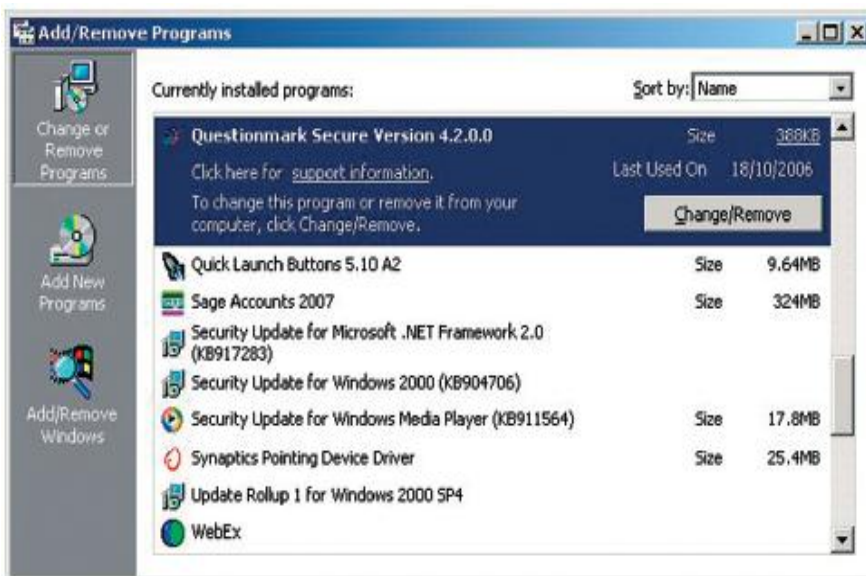 Add/Remove Programs
Change or
Remove
Programs
Add New
Programs
Add/Remove
Windows
Currently installed programs:
Sort by: Name
Questionmark Secure Version 4.2.0.0 Size 388KB
Click here for support information. Last Used On 18/10/2006
To change this program or remove it from your
computer, click Change/Remove.
Change/Remove
Quick Launch Buttons 5.10 A2 Size 9.64MB
Sage Accounts 2007 Size 324MB
Security Update for Microsoft .NET Framework 2.0
(KB917283)
Security Update for Windows 2000 (KB904706)
Security Update for Windows Media Player (KB911564) Size 17.8MB
Synaptics Pointing Device Driver Size 25.4MB
Update Rollup 1 for Windows 2000 SP4
WebEx